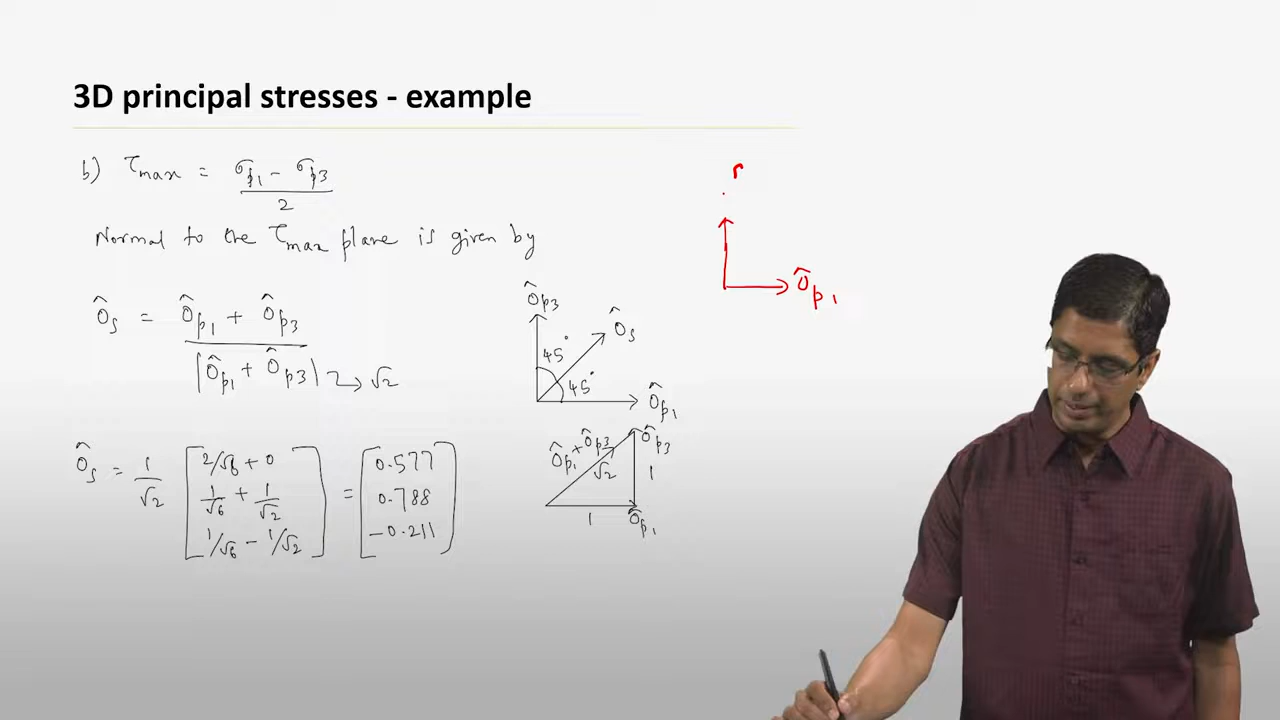 3D principal stresses - example
b) τmax = σp1 - σp3 / 2
Normal to the τmax plane is given by
ôs = ôp1 + ôp3 / |ôp1 + ôp3| → √2
ôp3
ôs
45°
45°
ôp1
ôs = 1/√2 [2/√6 + 0
1/√6 + 1/√2
1/√6 - 1/√2] = [0.577
0.788
-0.211]
ôp1 + ôp3
ôp3
√2
1
1
ôp1
ôp1